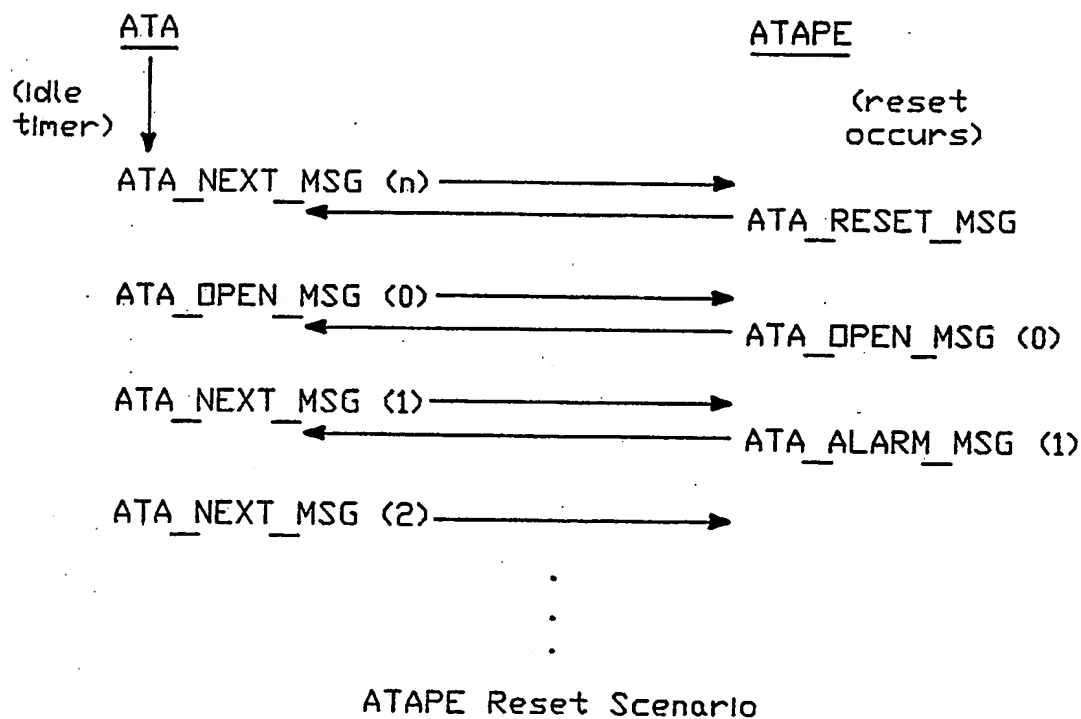 ATA
ATAPE
(idle
timer)
(reset
occurs)
ATA_NEXT_MSG (n)
ATA_RESET_MSG
ATA_OPEN_MSG (0)
ATA_OPEN_MSG (0)
ATA_NEXT_MSG (1)
ATA_ALARM_MSG (1)
ATA_NEXT_MSG (2)
ATAPE Reset Scenario